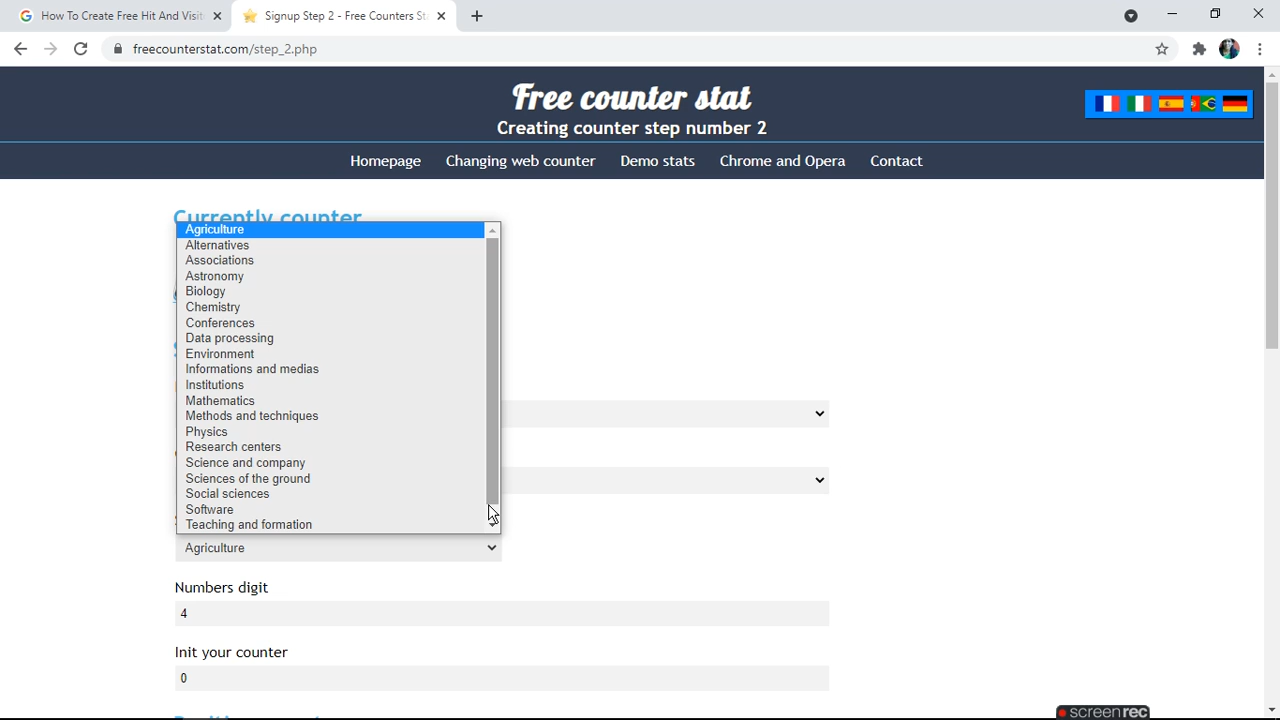 How To Create Free Hit And Visit
Signup Step 2 - Free Counters St
freecounterstat.com/step_2.php
Free counter stat
Creating counter step number 2
Homepage Changing web counter Demo stats Chrome and Opera Contact
Currently counter
Agriculture
Alternatives
Associations
Astronomy
Biology
Chemistry
Conferences
Data processing
Environment
Informations and medias
Institutions
Mathematics
Methods and techniques
Physics
Research centers
Science and company
Sciences of the ground
Social sciences
Software
Teaching and formation
Agriculture
Numbers digit
4
Init your counter
0
screenrec